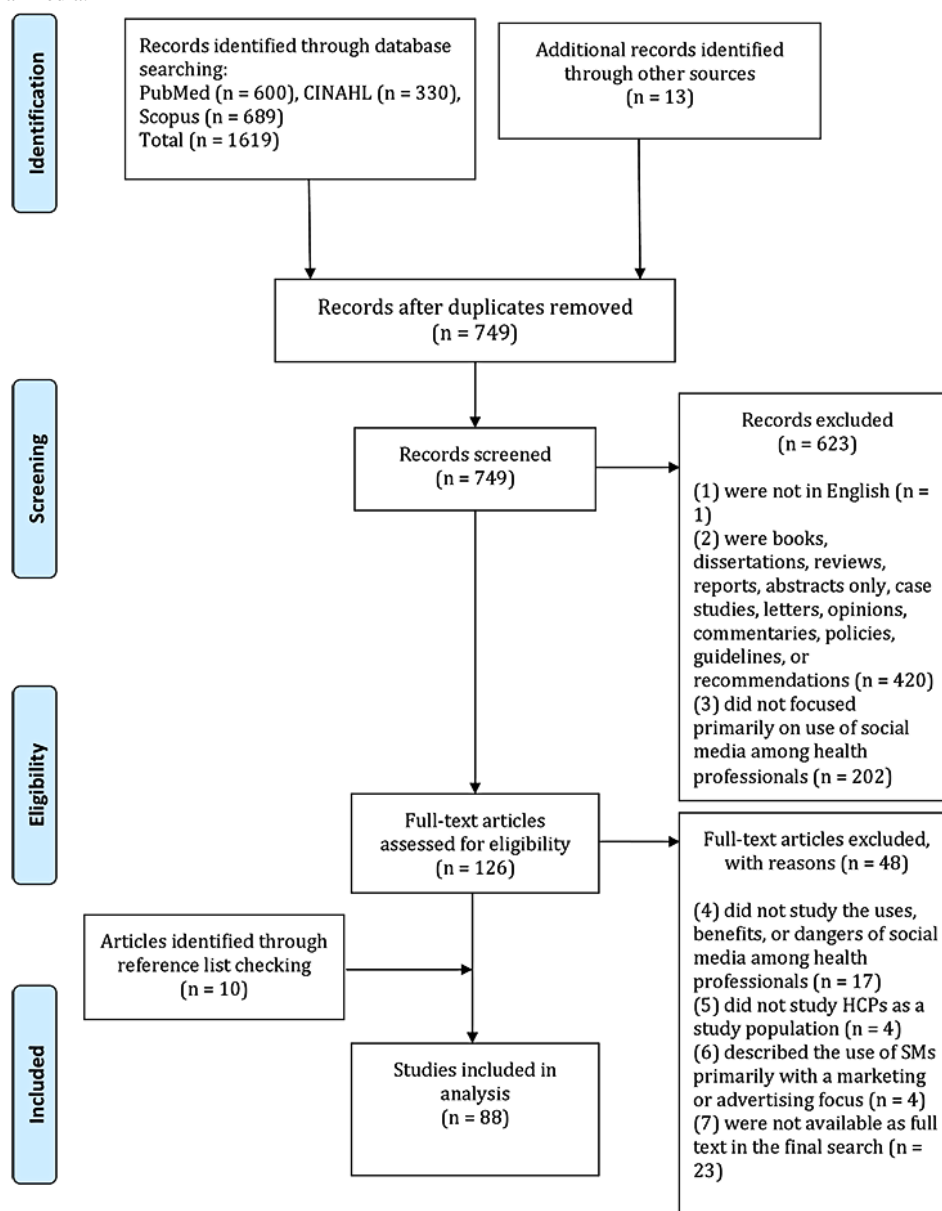 Identification
Records identified through database
searching:
PubMed (n = 600), CINAHL (n = 330),
Scopus (n = 689)
Total (n = 1619)
Additional records identified
through other sources
(n = 13)
Records after duplicates removed
(n = 749)
Screening
Records screened
(n = 749)
Records excluded
(n = 623)
(1) were not in English (n =
1)
(2) were books,
dissertations, reviews,
reports, abstracts only, case
studies, letters, opinions,
commentaries, policies,
guidelines, or
recommendations (n = 420)
(3) did not focused
primarily on use of social
media among health
professionals (n = 202)
Eligibility
Full-text articles
assessed for eligibility
(n = 126)
Full-text articles excluded,
with reasons (n = 48)
(4) did not study the uses,
benefits, or dangers of social
media among health
professionals (n = 17)
(5) did not study HCPs as a
study population (n = 4)
(6) described the use of SMs
primarily with a marketing
or advertising focus (n = 4)
(7) were not available as full
text in the final search (n =
23)
Articles identified through
reference list checking
(n = 10)
Included
Studies included in
analysis
(n = 88)